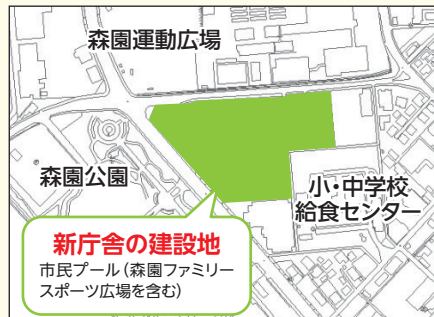 森園運動広場
森園公園
小・中学校
給食センター
新庁舎の建設地
市民プール(森園ファミリー
スポーツ広場を含む)